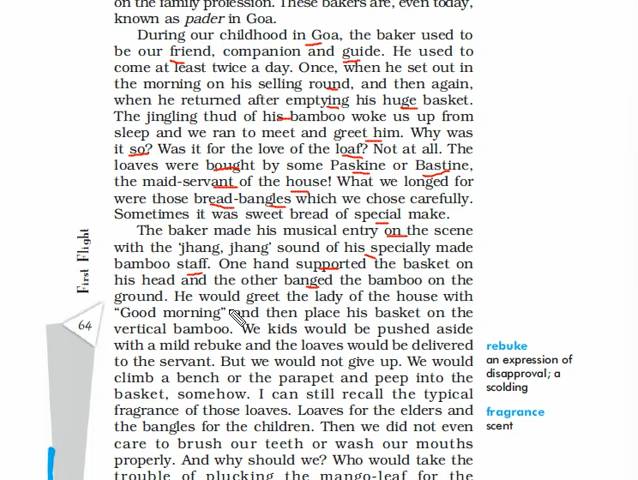 on the family profession. These bakers are, even today,
known as pader in Goa.
During our childhood in Goa, the baker used to
be our friend, companion and guide. He used to
come at least twice a day. Once, when he set out in
the morning on his selling round, and then again,
when he returned after emptying his huge basket.
The jingling thud of his bamboo woke us up from
sleep and we ran to meet and greet him. Why was
it so? Was it for the love of the loaf? Not at all. The
loaves were bought by some Paskine or Bastine,
the maid-servant of the house! What we longed for
were those bread-bangles which we chose carefully.
Sometimes it was sweet bread of special make.
The baker made his musical entry on the scene
with the ‘jhang, jhang’ sound of his specially made
bamboo staff. One hand supported the basket on
his head and the other banged the bamboo on the
ground. He would greet the lady of the house with
“Good morning” and then place his basket on the
vertical bamboo. We kids would be pushed aside
with a mild rebuke and the loaves would be delivered
to the servant. But we would not give up. We would
climb a bench or the parapet and peep into the
basket, somehow. I can still recall the typical
fragrance of those loaves. Loaves for the elders and
the bangles for the children. Then we did not even
care to brush our teeth or wash our mouths
properly. And why should we? Who would take the
trouble of plucking the mango-leaf for the
First Flight
64
rebuke
an expression of
disapproval; a
scolding
fragrance
scent